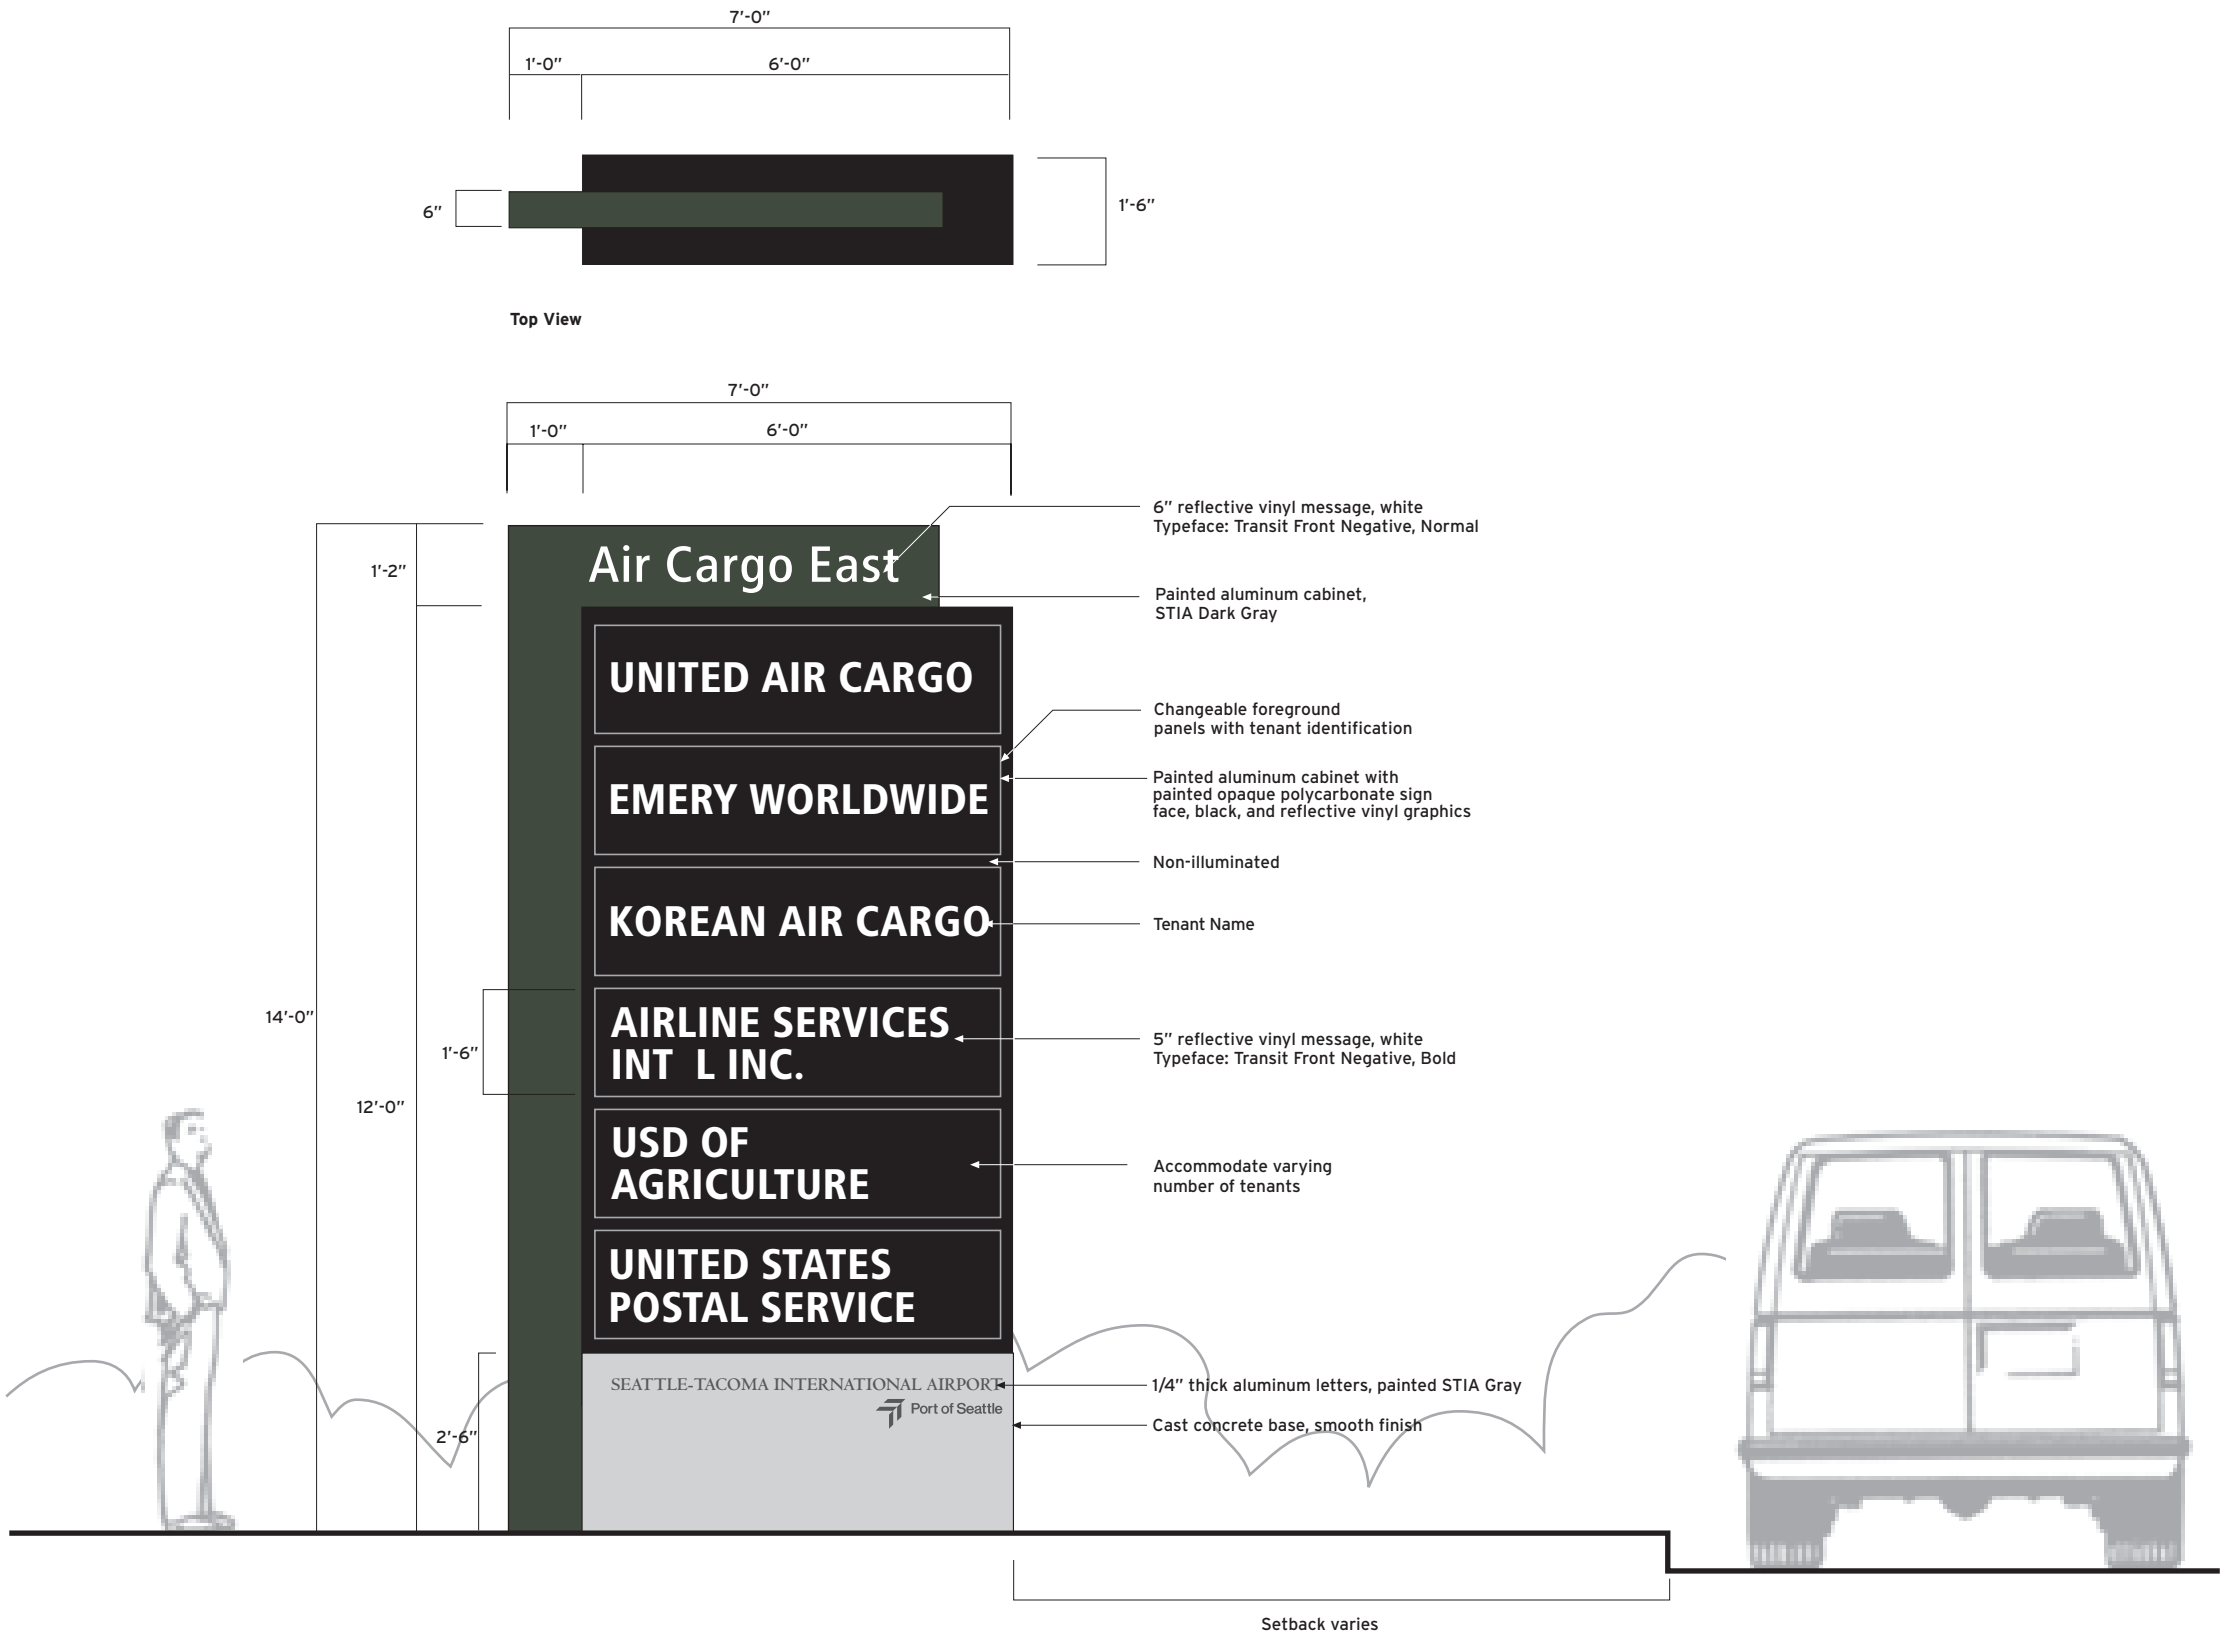 7'-0"
1'-0"
6'-0"
6"
1'-6"
Top View
7'-0"
1'-0"
6'-0"
1'-2"
14'-0"
12'-0"
1'-6"
2'-6"
Air Cargo East
UNITED AIR CARGO
EMERY WORLDWIDE
KOREAN AIR CARGO
AIRLINE SERVICES
INT L INC.
USD OF
AGRICULTURE
UNITED STATES
POSTAL SERVICE
SEATTLE-TACOMA INTERNATIONAL AIRPORT
Port of Seattle
6" reflective vinyl message, white
Typeface: Transit Front Negative, Normal
Painted aluminum cabinet,
STIA Dark Gray
Changeable foreground
panels with tenant identification
Painted aluminum cabinet with
painted opaque polycarbonate sign
face, black, and reflective vinyl graphics
Non-illuminated
Tenant Name
5" reflective vinyl message, white
Typeface: Transit Front Negative, Bold
Accommodate varying
number of tenants
1/4" thick aluminum letters, painted STIA Gray
Cast concrete base, smooth finish
Setback varies